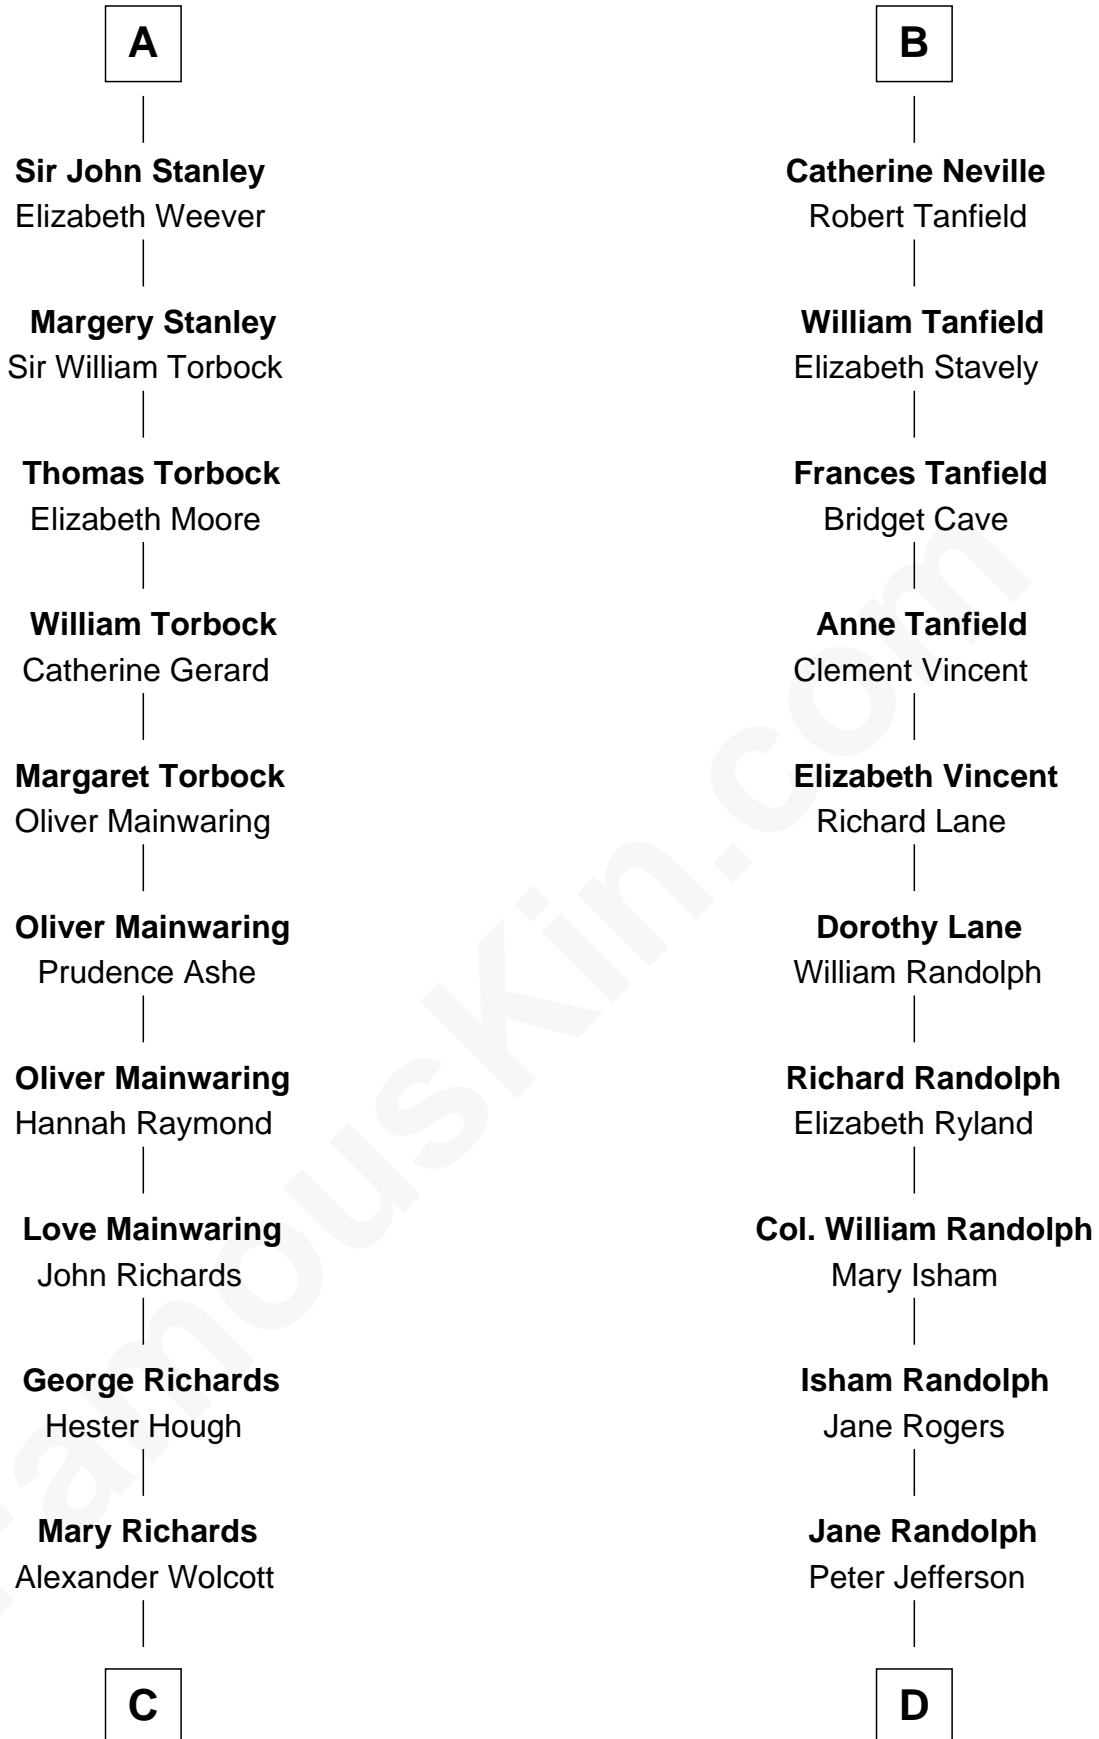 A
Sir John Stanley
Elizabeth Weever
Margery Stanley
Sir William Torbock
Thomas Torbock
Elizabeth Moore
William Torbock
Catherine Gerard
Margaret Torbock
Oliver Mainwaring
Oliver Mainwaring
Prudence Ashe
Oliver Mainwaring
Hannah Raymond
Love Mainwaring
John Richards
George Richards
Hester Hough
Mary Richards
Alexander Wolcott
C
B
Catherine Neville
Robert Tanfield
William Tanfield
Elizabeth Stavely
Frances Tanfield
Bridget Cave
Anne Tanfield
Clement Vincent
Elizabeth Vincent
Richard Lane
Dorothy Lane
William Randolph
Richard Randolph
Elizabeth Ryland
Col. William Randolph
Mary Isham
Isham Randolph
Jane Rogers
Jane Randolph
Peter Jefferson
D
FamousKin.com